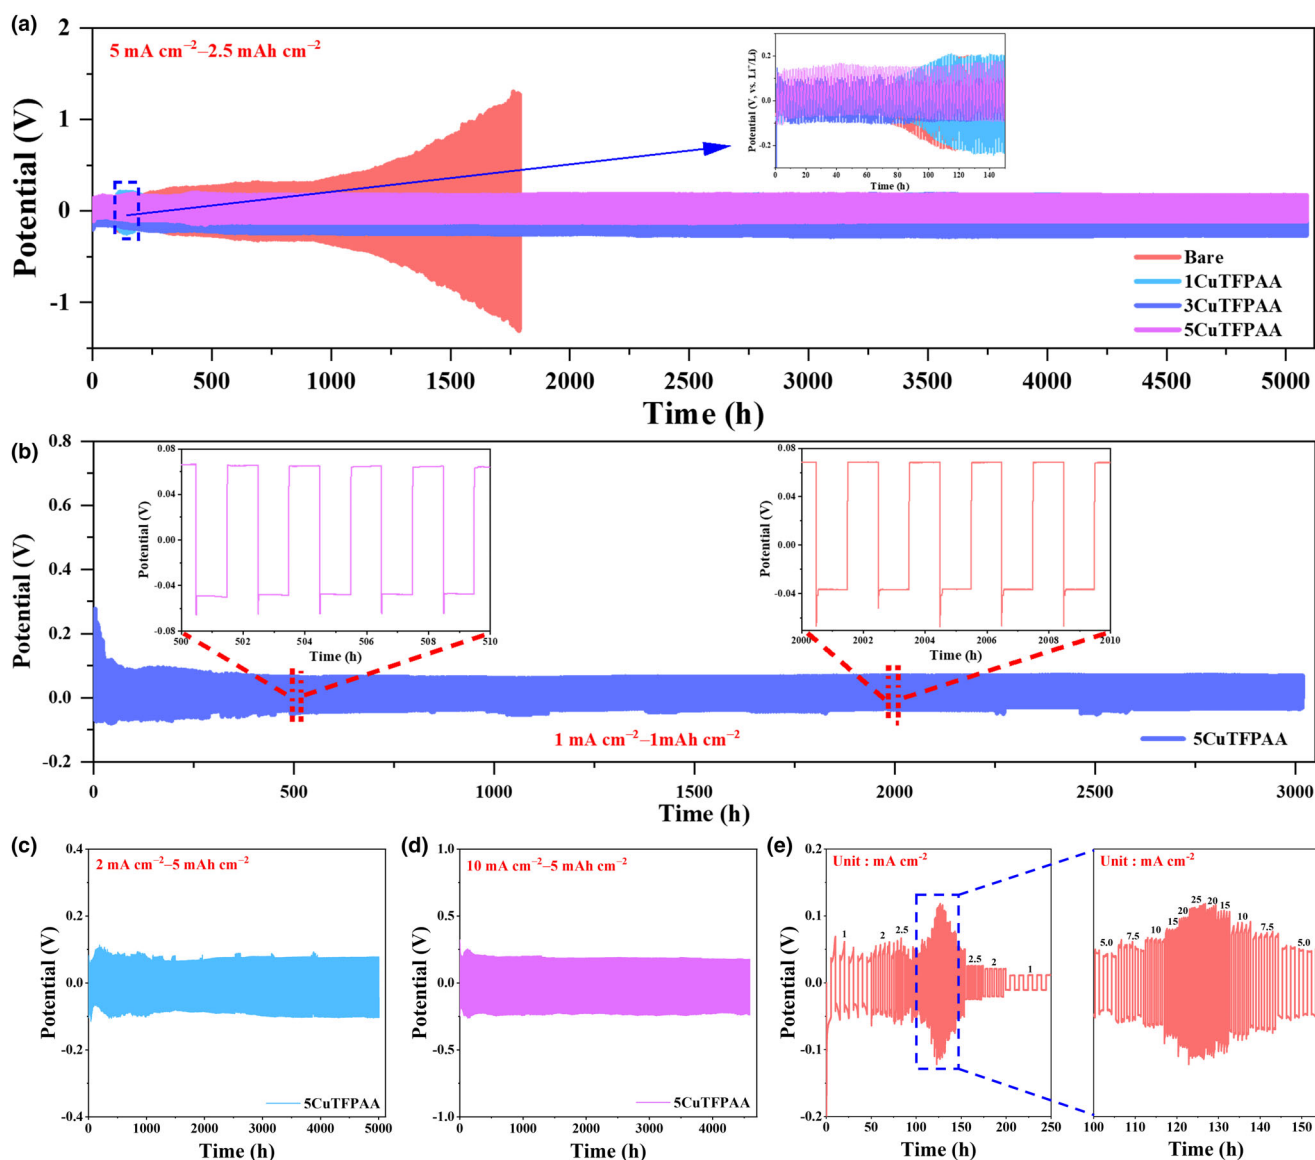 (a)
5 mA cm⁻²–2.5 mAh cm⁻²
Potential (V)
2
1
0
-1
0 500 1000 1500 2000 2500 3000 3500 4000 4500 5000
Time (h)
Potential (V, vs. Li⁺/Li)
0.2
0.0
-0.2
0 20 40 60 80 100 120 140
Time (h)
Bare
1CuTFPAA
3CuTFPAA
5CuTFPAA
(b)
Potential (V)
0.8
0.6
0.4
0.2
0.0
-0.2
0 500 1000 1500 2000 2500 3000
Time (h)
Potential (V)
0.08
0.04
0.00
-0.04
-0.08
500 502 504 506 508 510
Time (h)
Potential (V)
0.08
0.04
0.00
-0.04
2000 2002 2004 2006 2008 2010
Time (h)
1 mA cm⁻²–1mAh cm⁻²
5CuTFPAA
(c)
2 mA cm⁻²–5 mAh cm⁻²
Potential (V)
0.4
0.2
0.0
-0.2
-0.4
0 1000 2000 3000 4000 5000
Time (h)
5CuTFPAA
(d)
10 mA cm⁻²–5 mAh cm⁻²
Potential (V)
1.0
0.5
0.0
-0.5
-1.0
0 1000 2000 3000 4000
Time (h)
5CuTFPAA
(e)
Unit : mA cm⁻²
Potential (V)
0.2
0.1
0.0
-0.1
-0.2
1 2 2.5 2.5 2 1
0 50 100 150 200 250
Time (h)
Unit : mA cm⁻²
5.0 7.5 10 15 20 25 20 15 10 7.5 5.0
100 110 120 130 140 150
Time (h)